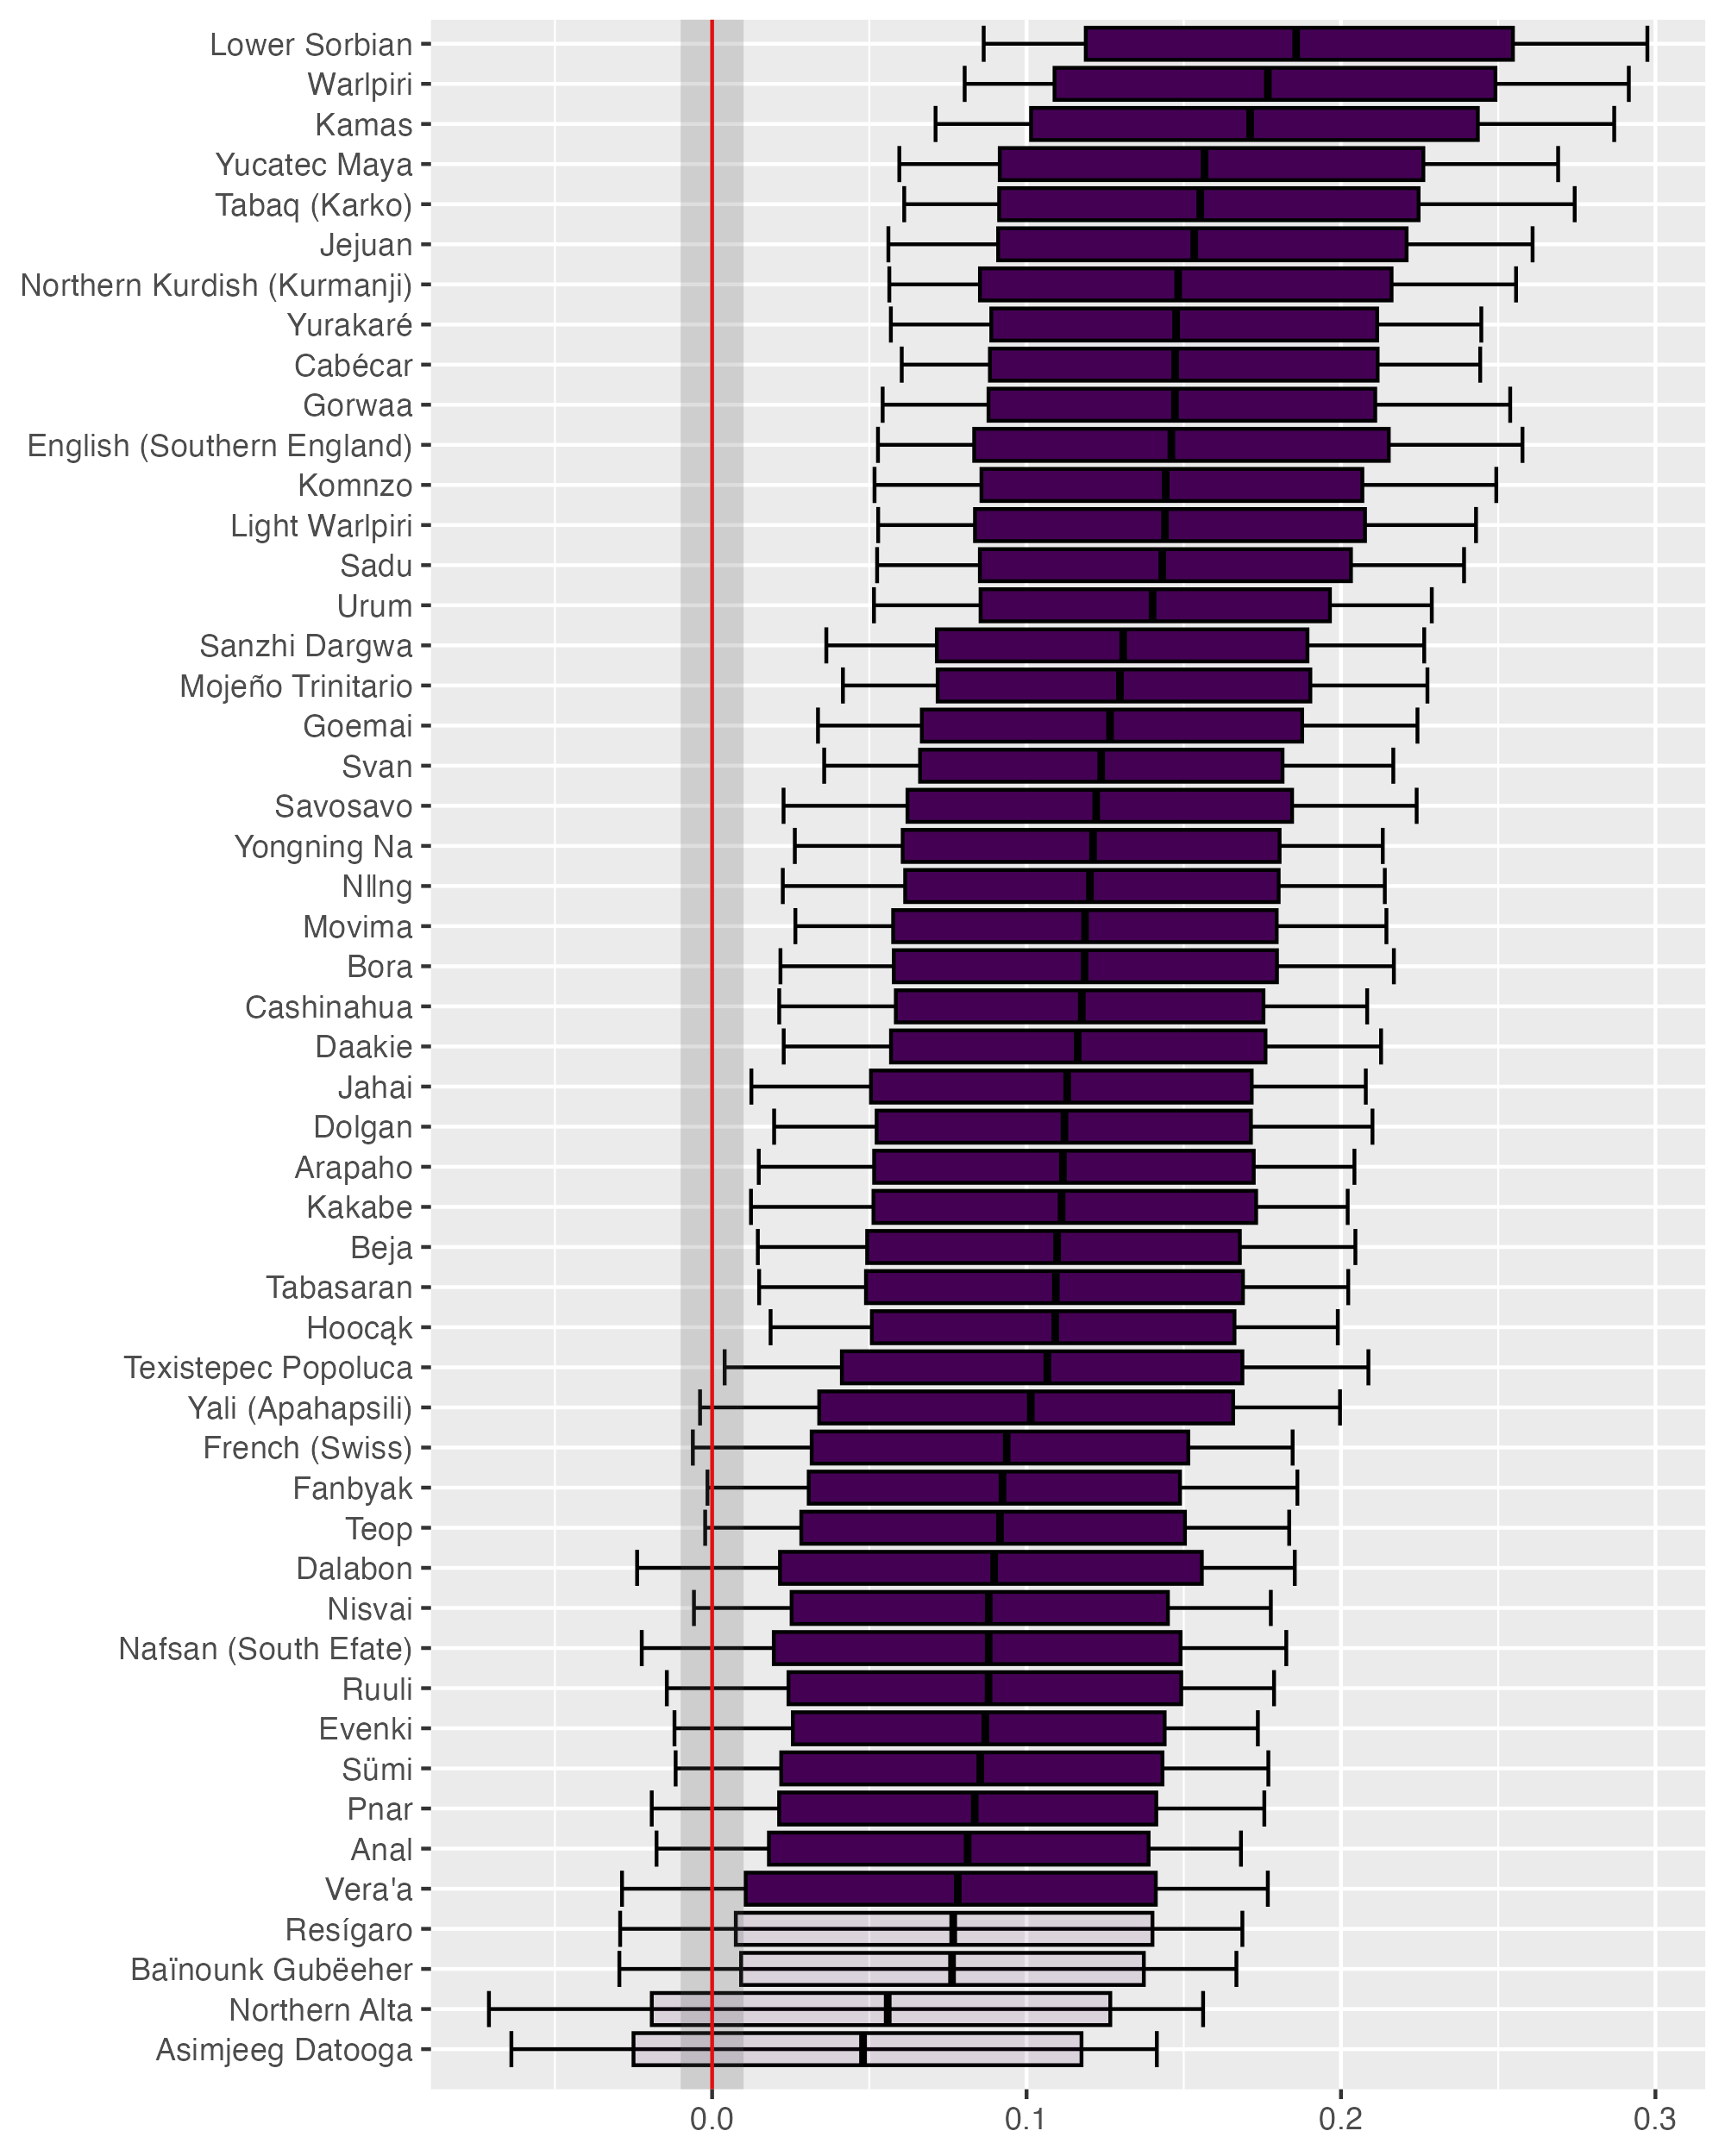 Lower Sorbian
Warlpiri
Kamas
Yucatec Maya
Tabaq (Karko)
Jejuan
Northern Kurdish (Kurmanji)
Yurakaré
Cabécar
Gorwaa
English (Southern England)
Komnzo
Light Warlpiri
Sadu
Urum
Sanzhi Dargwa
Mojeño Trinitario
Goemai
Svan
Savosavo
Yongning Na
Nǁng
Movima
Bora
Cashinahua
Daakie
Jahai
Dolgan
Arapaho
Kakabe
Beja
Tabasaran
Hoocąk
Texistepec Popoluca
Yali (Apahapsili)
French (Swiss)
Fanbyak
Teop
Dalabon
Nisvai
Nafsan (South Efate)
Ruuli
Evenki
Sümi
Pnar
Anal
Vera'a
Resígaro
Baïnounk Gubëeher
Northern Alta
Asimjeeg Datooga
0.0 0.1 0.2 0.3